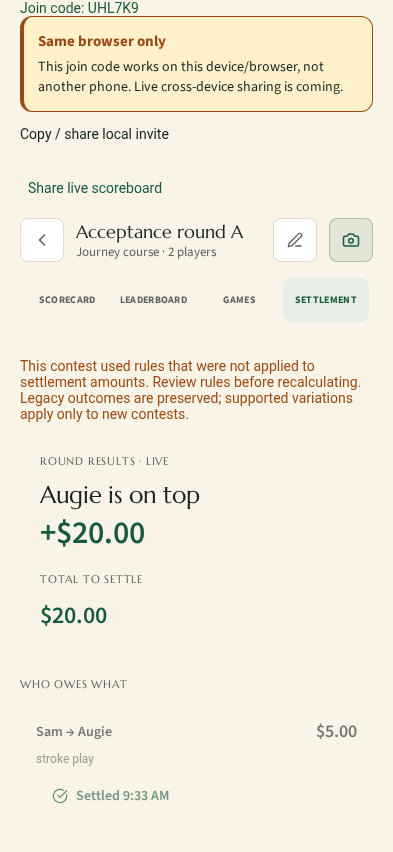 Join code: UHL7K9
Same browser only
This join code works on this device/browser, not
another phone. Live cross-device sharing is coming.
Copy / share local invite
Share live scoreboard
Acceptance round A
Journey course · 2 players
SCORECARD LEADERBOARD GAMES SETTLEMENT
This contest used rules that were not applied to
settlement amounts. Review rules before recalculating.
Legacy outcomes are preserved; supported variations
apply only to new contests.
ROUND RESULTS · LIVE
Augie is on top
+$20.00
TOTAL TO SETTLE
$20.00
WHO OWES WHAT
Sam → Augie $5.00
stroke play
Settled 9:33 AM